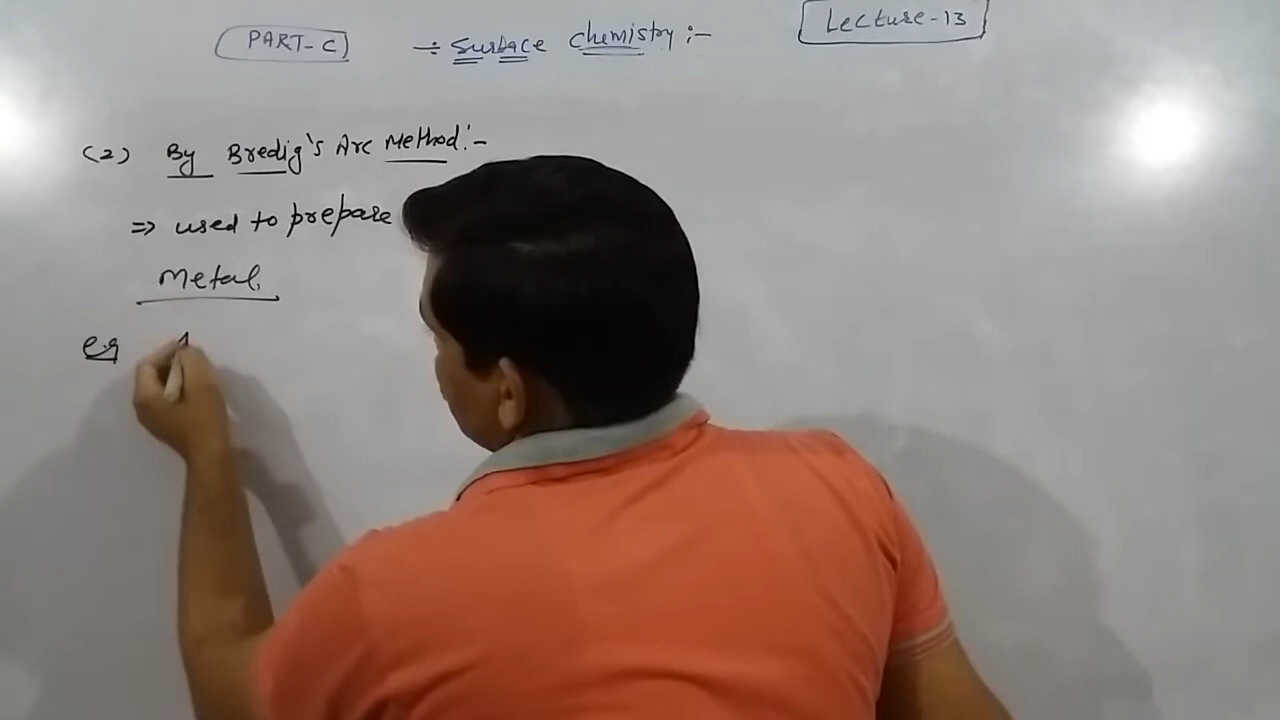 PART-C
÷ Surface chemistry :-
Lecture-13
(2) By Bredig's Arc Method:-
⇒ used to prepare
Metal
e.g